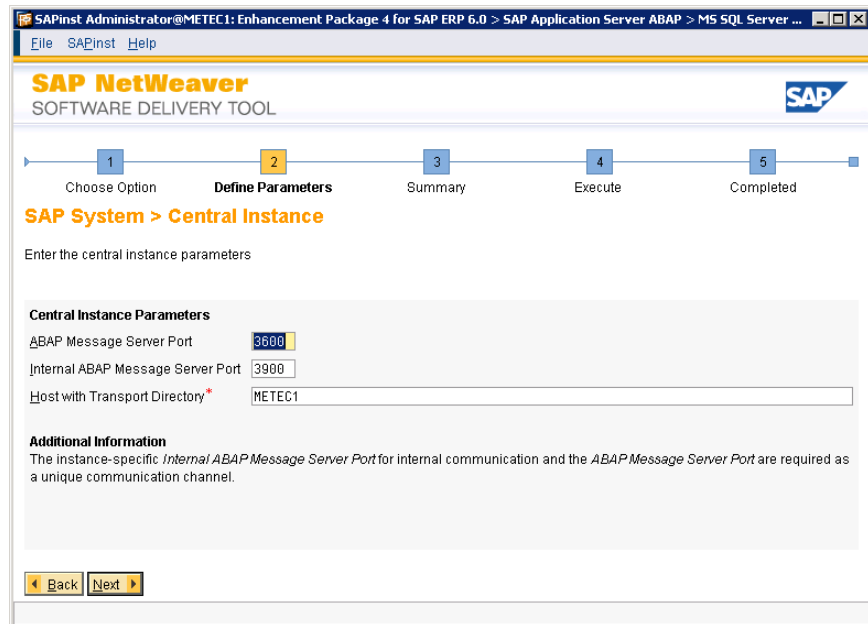 SAPinst Administrator@METEC1: Enhancement Package 4 for SAP ERP 6.0 > SAP Application Server ABAP > MS SQL Server ...
File SAPinst Help
SAP NetWeaver
SOFTWARE DELIVERY TOOL
SAP
1 2 3 4 5
Choose Option Define Parameters Summary Execute Completed
SAP System > Central Instance
Enter the central instance parameters
Central Instance Parameters
ABAP Message Server Port 3600
Internal ABAP Message Server Port 3900
Host with Transport Directory* METEC1
Additional Information
The instance-specific Internal ABAP Message Server Port for internal communication and the ABAP Message Server Port are required as
a unique communication channel.
Back Next